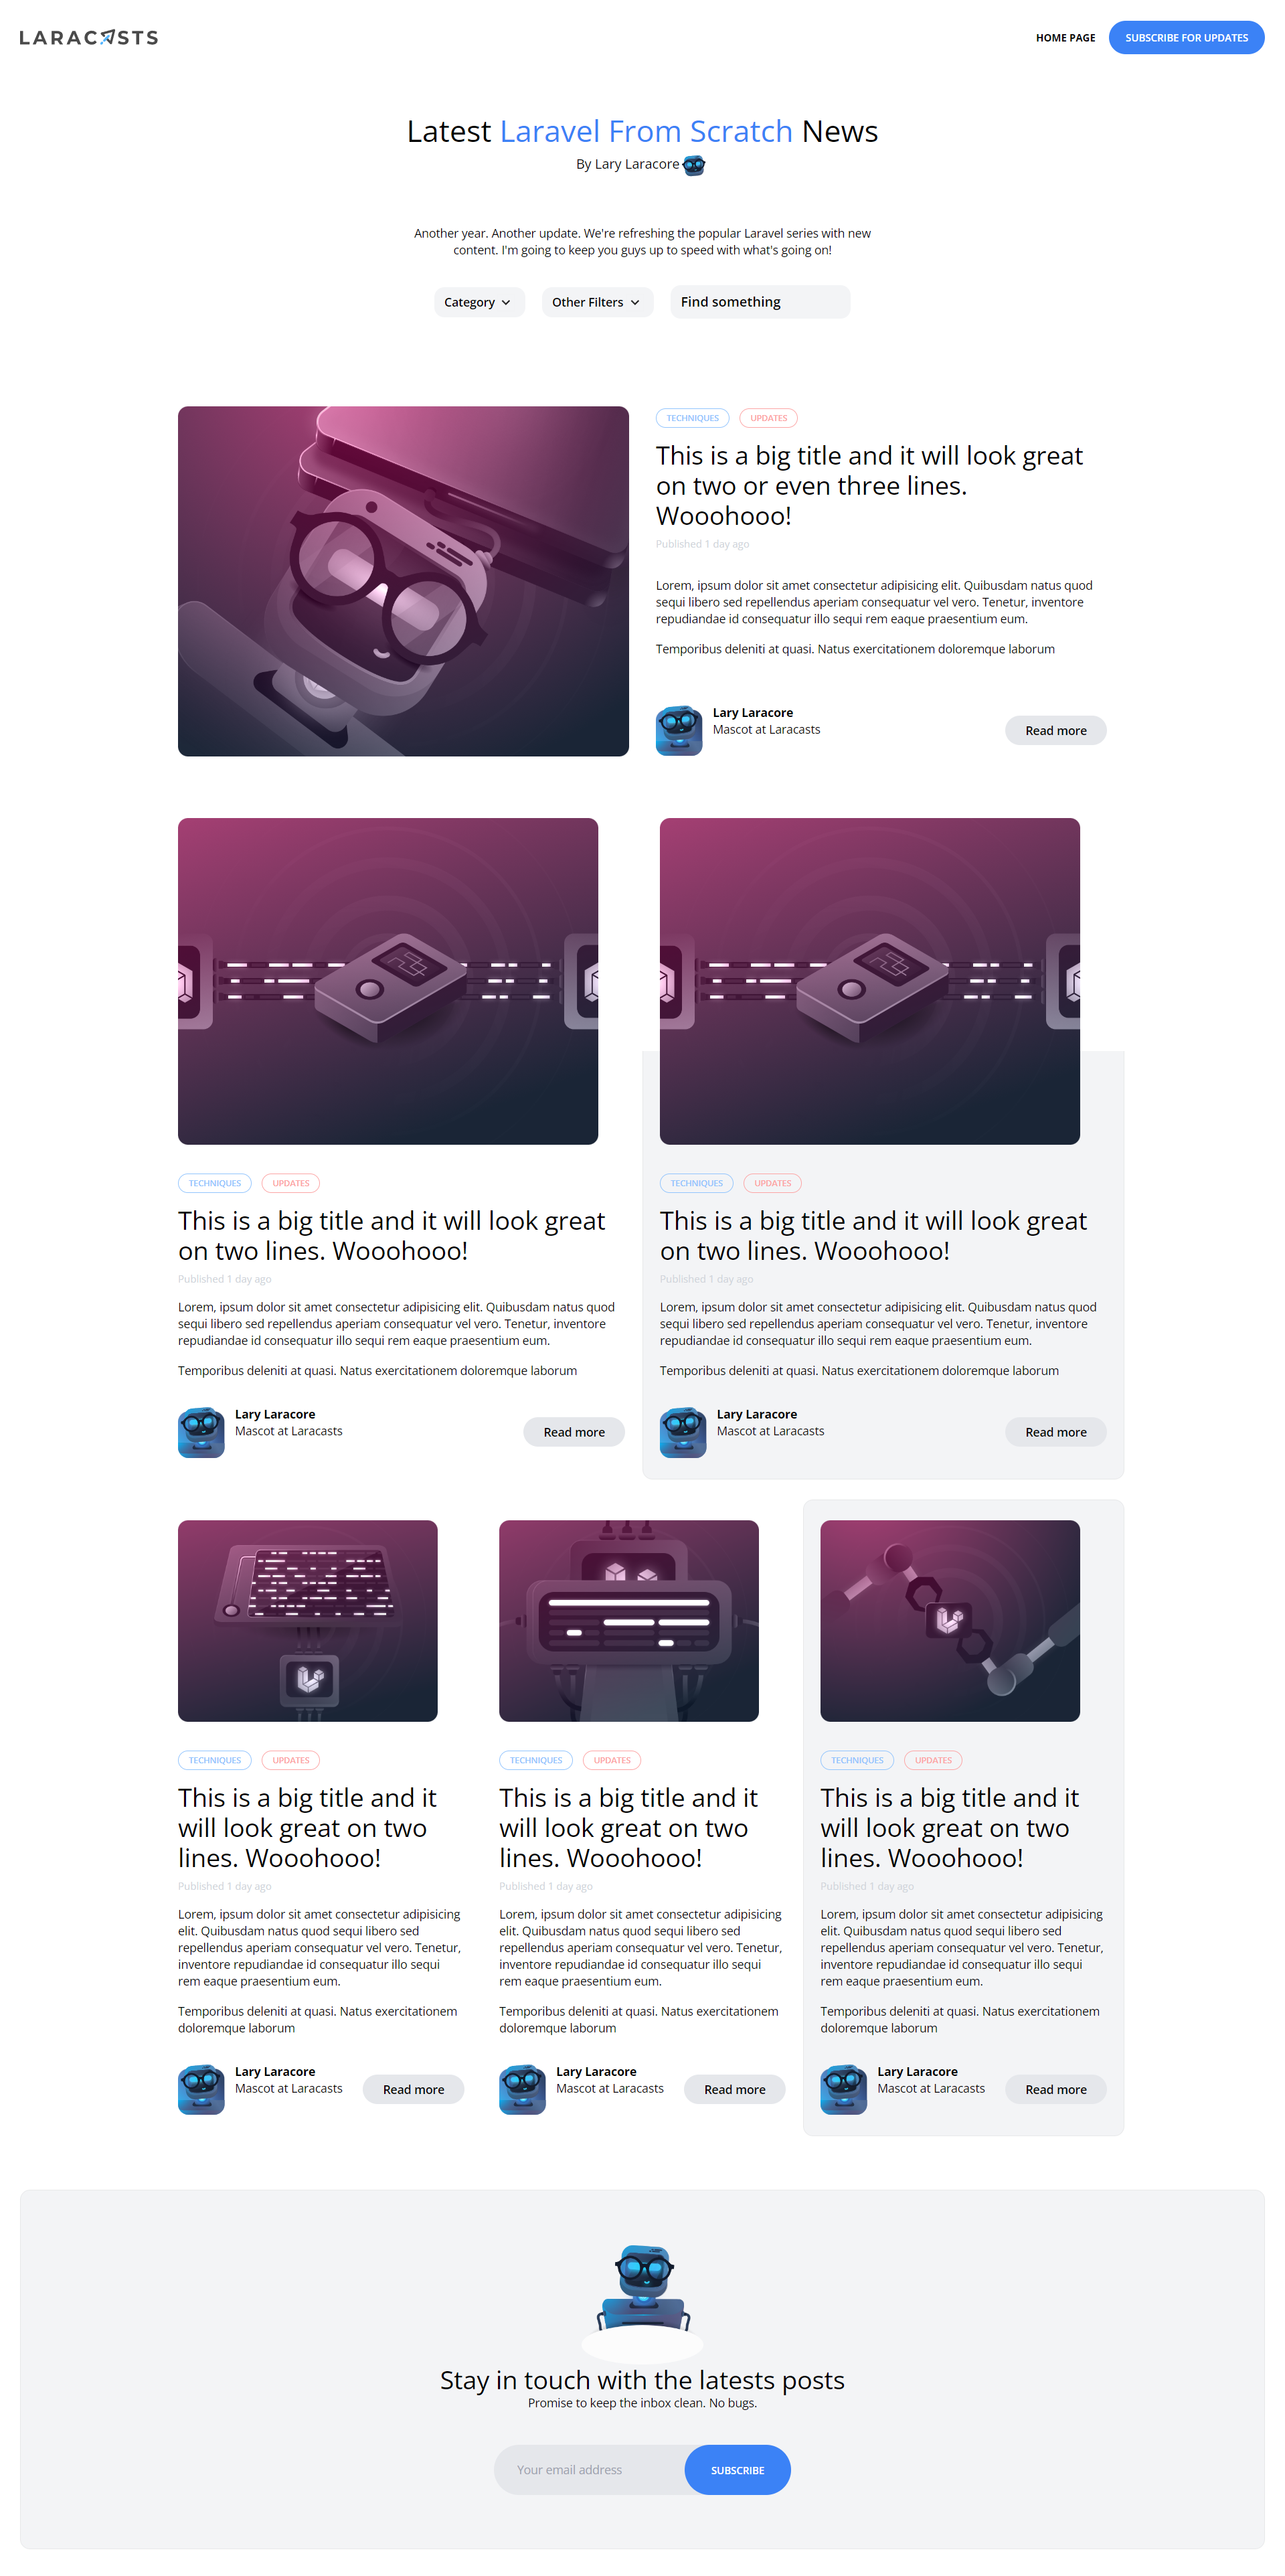 LARACASTS
HOME PAGE
SUBSCRIBE FOR UPDATES
Latest Laravel From Scratch News
By Lary Laracore
Another year. Another update. We're refreshing the popular Laravel series with new
content. I'm going to keep you guys up to speed with what's going on!
Category
Other Filters
Find something
TECHNIQUES
UPDATES
This is a big title and it will look great
on two or even three lines.
Wooohooo!
Published 1 day ago
Lorem, ipsum dolor sit amet consectetur adipisicing elit. Quibusdam natus quod
sequi libero sed repellendus aperiam consequatur vel vero. Tenetur, inventore
repudiandae id consequatur illo sequi rem eaque praesentium eum.
Temporibus deleniti at quasi. Natus exercitationem doloremque laborum
Lary Laracore
Mascot at Laracasts
Read more
TECHNIQUES
UPDATES
This is a big title and it will look great
on two lines. Wooohooo!
Published 1 day ago
Lorem, ipsum dolor sit amet consectetur adipisicing elit. Quibusdam natus quod
sequi libero sed repellendus aperiam consequatur vel vero. Tenetur, inventore
repudiandae id consequatur illo sequi rem eaque praesentium eum.
Temporibus deleniti at quasi. Natus exercitationem doloremque laborum
Lary Laracore
Mascot at Laracasts
Read more
TECHNIQUES
UPDATES
This is a big title and it will look great
on two lines. Wooohooo!
Published 1 day ago
Lorem, ipsum dolor sit amet consectetur adipisicing elit. Quibusdam natus quod
sequi libero sed repellendus aperiam consequatur vel vero. Tenetur, inventore
repudiandae id consequatur illo sequi rem eaque praesentium eum.
Temporibus deleniti at quasi. Natus exercitationem doloremque laborum
Lary Laracore
Mascot at Laracasts
Read more
TECHNIQUES
UPDATES
This is a big title and it
will look great on two
lines. Wooohooo!
Published 1 day ago
Lorem, ipsum dolor sit amet consectetur adipisicing
elit. Quibusdam natus quod sequi libero sed
repellendus aperiam consequatur vel vero. Tenetur,
inventore repudiandae id consequatur illo sequi
rem eaque praesentium eum.
Temporibus deleniti at quasi. Natus exercitationem
doloremque laborum
Lary Laracore
Mascot at Laracasts
Read more
TECHNIQUES
UPDATES
This is a big title and it
will look great on two
lines. Wooohooo!
Published 1 day ago
Lorem, ipsum dolor sit amet consectetur adipisicing
elit. Quibusdam natus quod sequi libero sed
repellendus aperiam consequatur vel vero. Tenetur,
inventore repudiandae id consequatur illo sequi
rem eaque praesentium eum.
Temporibus deleniti at quasi. Natus exercitationem
doloremque laborum
Lary Laracore
Mascot at Laracasts
Read more
TECHNIQUES
UPDATES
This is a big title and it
will look great on two
lines. Wooohooo!
Published 1 day ago
Lorem, ipsum dolor sit amet consectetur adipisicing
elit. Quibusdam natus quod sequi libero sed
repellendus aperiam consequatur vel vero. Tenetur,
inventore repudiandae id consequatur illo sequi
rem eaque praesentium eum.
Temporibus deleniti at quasi. Natus exercitationem
doloremque laborum
Lary Laracore
Mascot at Laracasts
Read more
Stay in touch with the latests posts
Promise to keep the inbox clean. No bugs.
Your email address
SUBSCRIBE